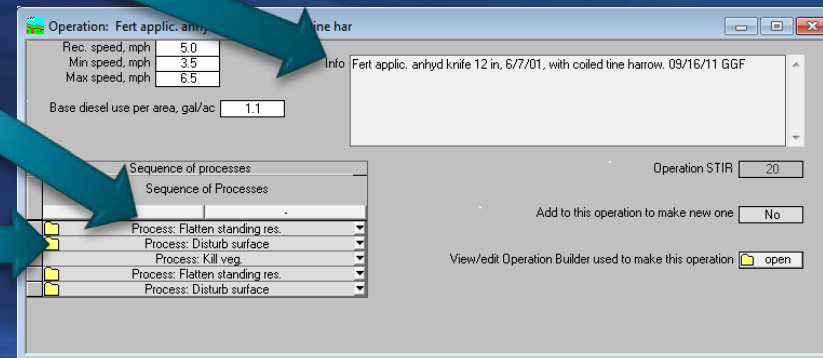 Operation: Fert applic. anhy ine har
Rec. speed, mph 5.0
Min speed, mph 3.5
Max speed, mph 6.5
Info Fert applic. anhyd knife 12 in, 6/7/01, with coiled tine harrow. 09/16/11 GGF
Base diesel use per area, gal/ac 1.1
Sequence of processes
Sequence of Processes
Process: Flatten standing res.
Process: Disturb surface
Process: Kill veg.
Process: Flatten standing res.
Process: Disturb surface
Operation STIR 20
Add to this operation to make new one No
View/edit Operation Builder used to make this operation open